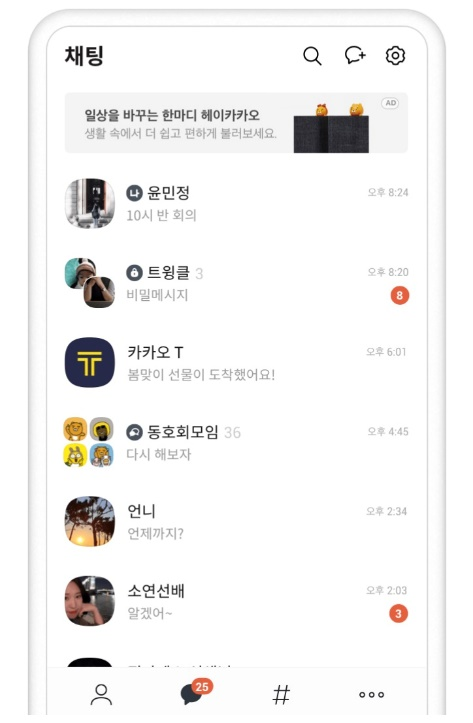 채팅
일상을 바꾸는 한마디 헤이카카오
AD
생활 속에서 더 쉽고 편하게 불러보세요.
나 윤민정
오후 8:24
10시 반 회의
트윙클 3
오후 8:20
비밀메시지
8
카카오 T
오후 6:01
봄맞이 선물이 도착했어요!
동호회모임 36
오후 4:45
다시 해보자
언니
오후 2:34
언제까지?
소연선배
오후 2:03
알겠어~
3
25
#